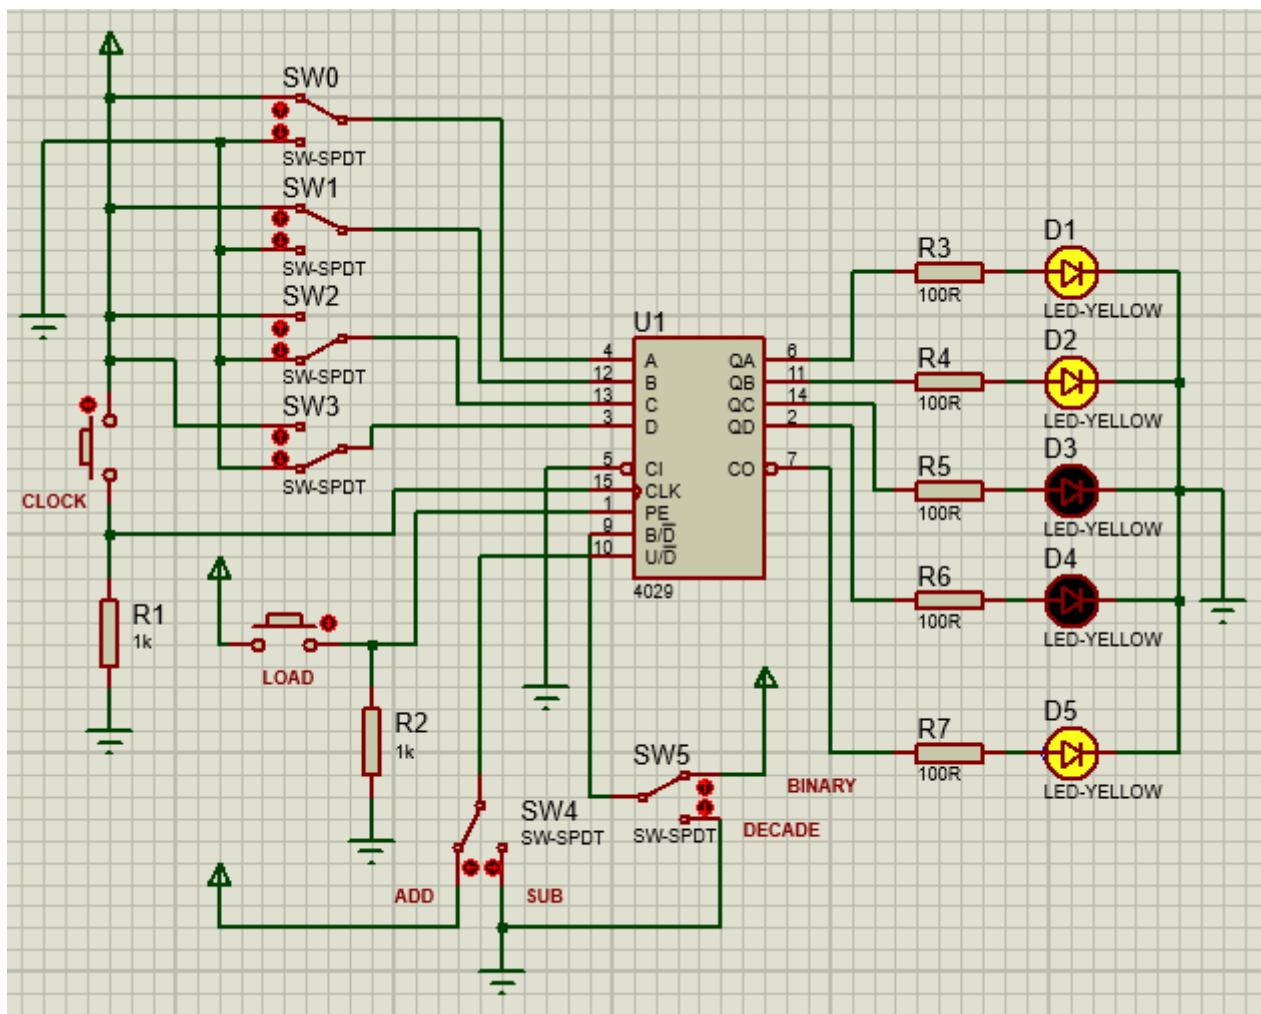 SW0
SW-SPDT
SW1
SW-SPDT
SW2
SW-SPDT
SW3
SW-SPDT
CLOCK
R1
1k
LOAD
R2
1k
U1
4 A QA 6
12 B QB 11
13 C QC 14
3 D QD 2
5 CI CO 7
15 CLK
1 PE
9 B/D̅
10 U/D̅
4029
SW4
SW-SPDT
ADD
SUB
SW5
SW-SPDT
BINARY
DECADE
R3
100R
D1
LED-YELLOW
R4
100R
D2
LED-YELLOW
R5
100R
D3
LED-YELLOW
R6
100R
D4
LED-YELLOW
R7
100R
D5
LED-YELLOW